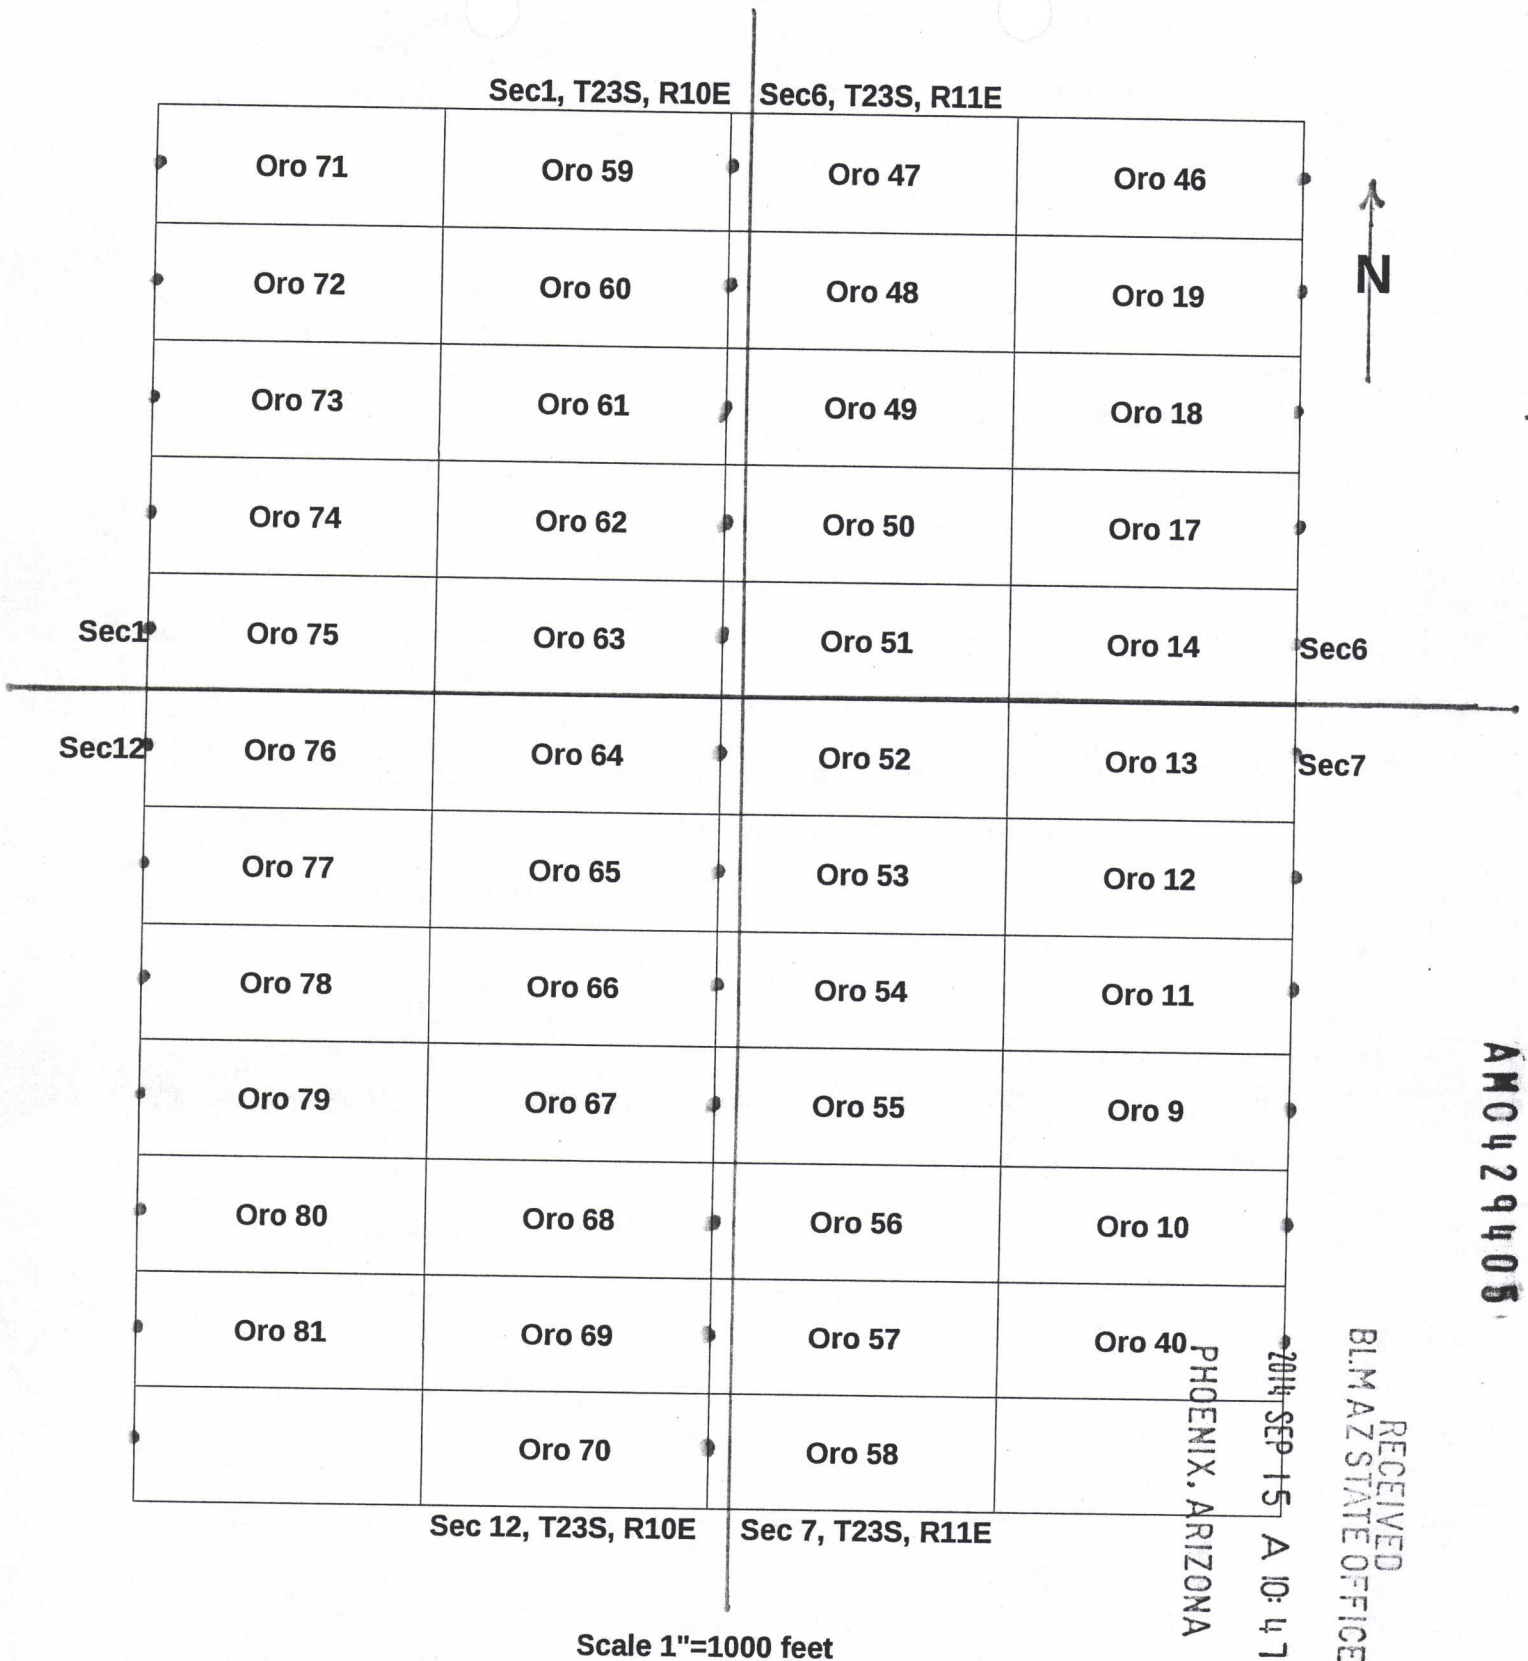 Sec1, T23S, R10E Sec6, T23S, R11E
Oro 71 Oro 59 Oro 47 Oro 46
Oro 72 Oro 60 Oro 48 Oro 19
N
Oro 73 Oro 61 Oro 49 Oro 18
Oro 74 Oro 62 Oro 50 Oro 17
Sec1 Oro 75 Oro 63 Oro 51 Oro 14 Sec6
Sec12 Oro 76 Oro 64 Oro 52 Oro 13 Sec7
Oro 77 Oro 65 Oro 53 Oro 12
Oro 78 Oro 66 Oro 54 Oro 11
Oro 79 Oro 67 Oro 55 Oro 9
Oro 80 Oro 68 Oro 56 Oro 10
Oro 81 Oro 69 Oro 57 Oro 40
Oro 70 Oro 58
Sec 12, T23S, R10E Sec 7, T23S, R11E
Scale 1"=1000 feet
AMC429405
RECEIVED
BLM AZ STATE OFFICE
2014 SEP 15 A 10:47
PHOENIX, ARIZONA